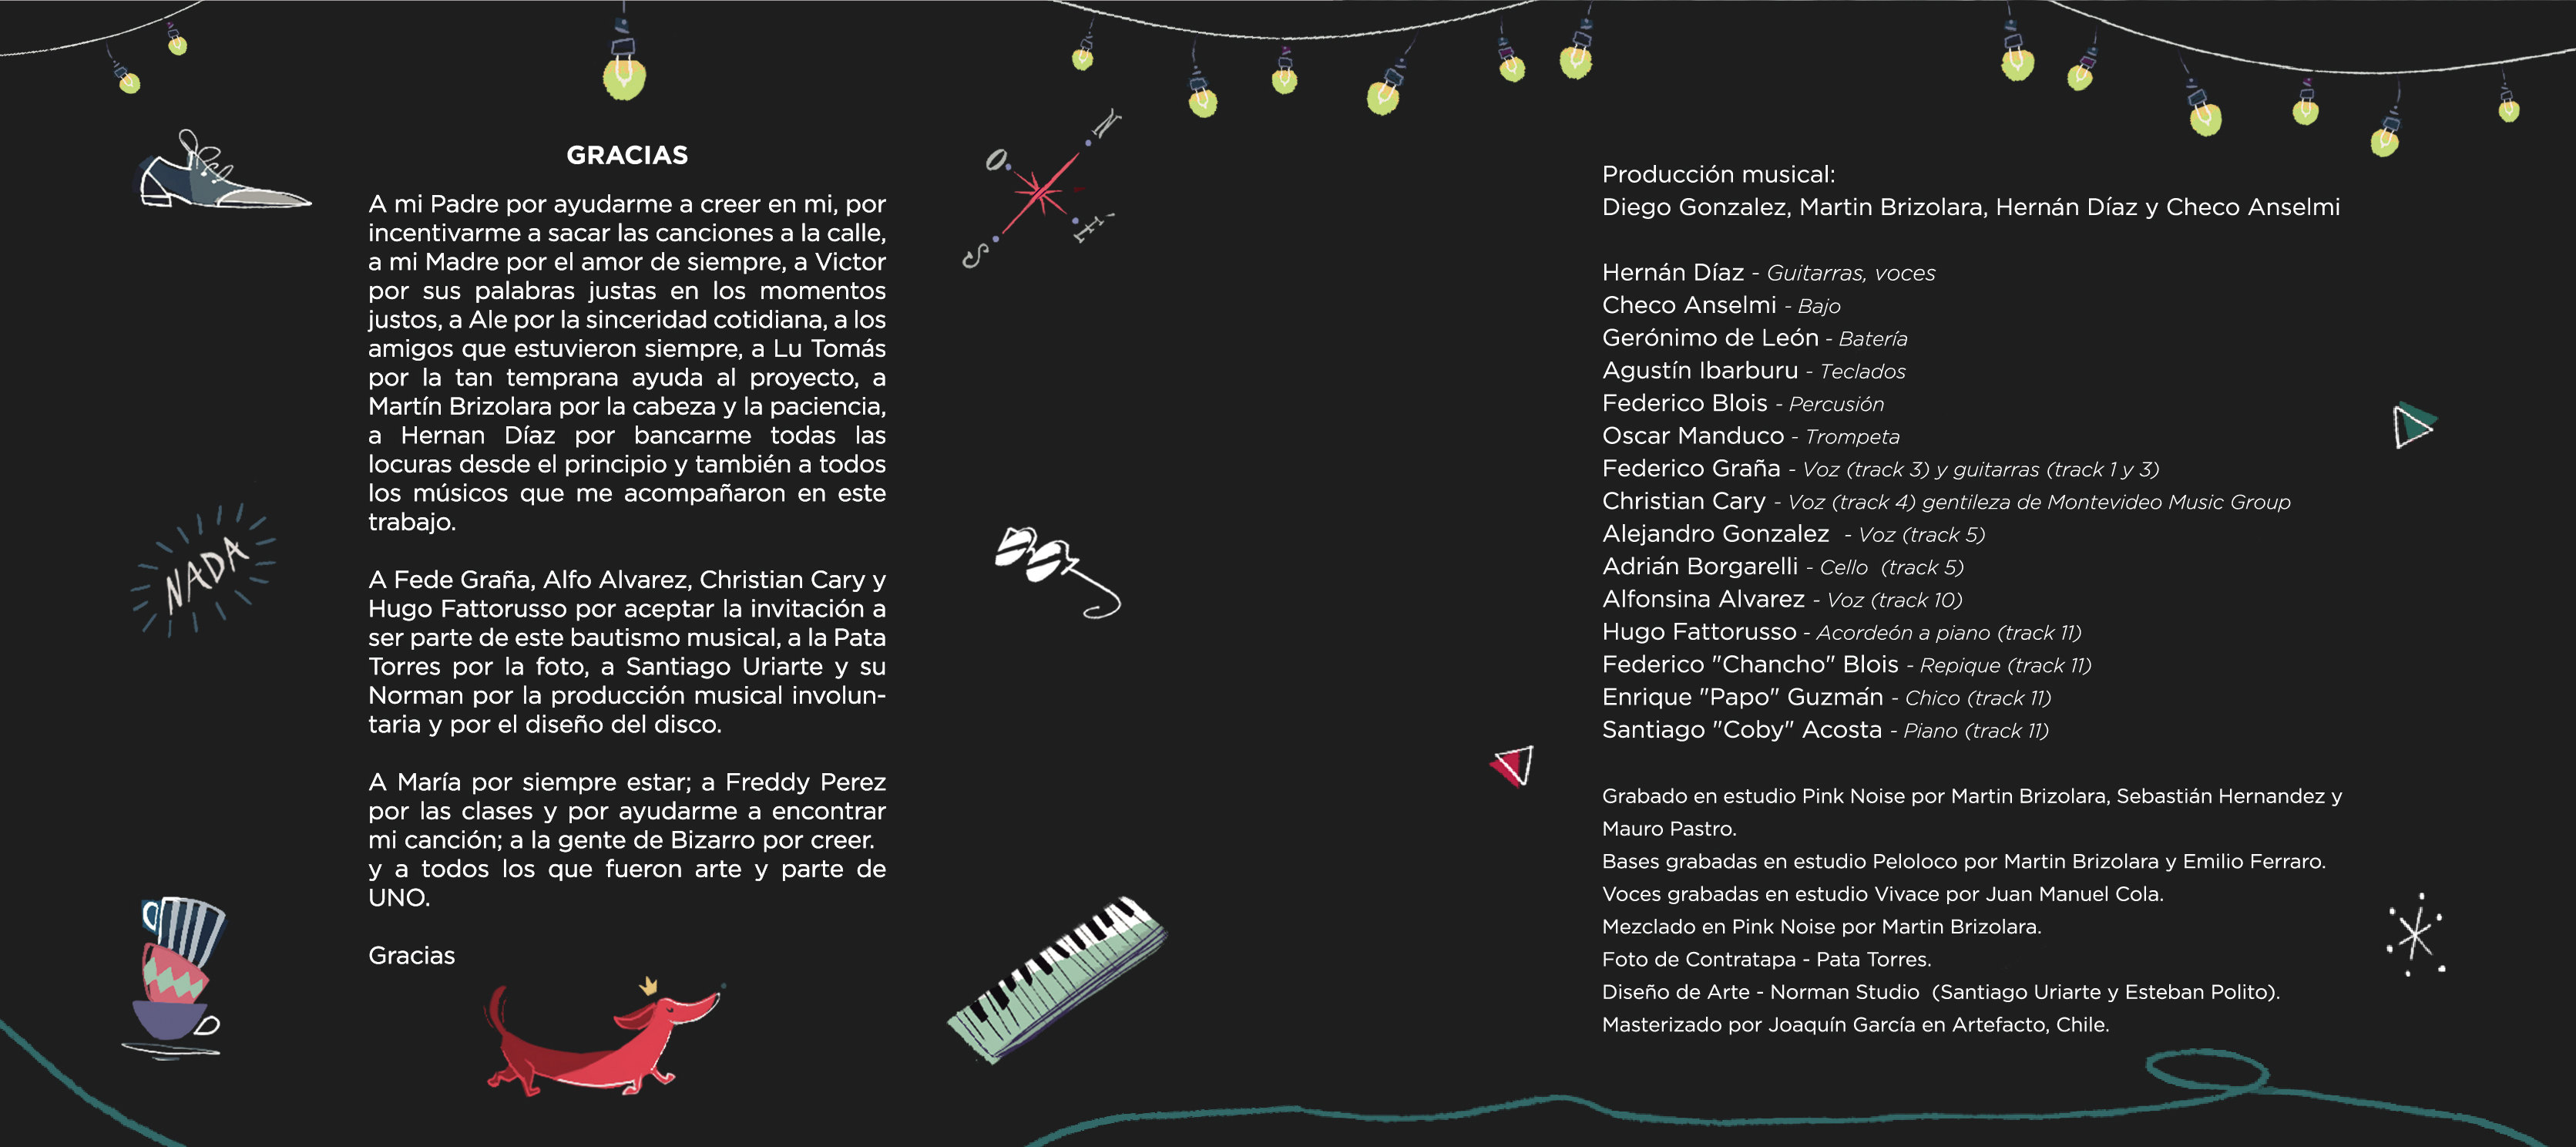 GRACIAS
A mi Padre por ayudarme a creer en mi, por
incentivarme a sacar las canciones a la calle,
a mi Madre por el amor de siempre, a Victor
por sus palabras justas en los momentos
justos, a Ale por la sinceridad cotidiana, a los
amigos que estuvieron siempre, a Lu Tomás
por la tan temprana ayuda al proyecto, a
Martín Brizolara por la cabeza y la paciencia,
a Hernan Díaz por bancarme todas las
locuras desde el principio y también a todos
los músicos que me acompañaron en este
trabajo.
A Fede Graña, Alfo Alvarez, Christian Cary y
Hugo Fattorusso por aceptar la invitación a
ser parte de este bautismo musical, a la Pata
Torres por la foto, a Santiago Uriarte y su
Norman por la producción musical involun-
taria y por el diseño del disco.
A María por siempre estar; a Freddy Perez
por las clases y por ayudarme a encontrar
mi canción; a la gente de Bizarro por creer.
y a todos los que fueron arte y parte de
UNO.
Gracias
NADA
N
O
E
S
Producción musical:
Diego Gonzalez, Martin Brizolara, Hernán Díaz y Checo Anselmi
Hernán Díaz - Guitarras, voces
Checo Anselmi - Bajo
Gerónimo de León - Batería
Agustín Ibarburu - Teclados
Federico Blois - Percusión
Oscar Manduco - Trompeta
Federico Graña - Voz (track 3) y guitarras (track 1 y 3)
Christian Cary - Voz (track 4) gentileza de Montevideo Music Group
Alejandro Gonzalez - Voz (track 5)
Adrián Borgarelli - Cello (track 5)
Alfonsina Alvarez - Voz (track 10)
Hugo Fattorusso - Acordeón a piano (track 11)
Federico "Chancho" Blois - Repique (track 11)
Enrique "Papo" Guzmán - Chico (track 11)
Santiago "Coby" Acosta - Piano (track 11)
Grabado en estudio Pink Noise por Martin Brizolara, Sebastián Hernandez y
Mauro Pastro.
Bases grabadas en estudio Peloloco por Martin Brizolara y Emilio Ferraro.
Voces grabadas en estudio Vivace por Juan Manuel Cola.
Mezclado en Pink Noise por Martin Brizolara.
Foto de Contratapa - Pata Torres.
Diseño de Arte - Norman Studio (Santiago Uriarte y Esteban Polito).
Masterizado por Joaquín García en Artefacto, Chile.